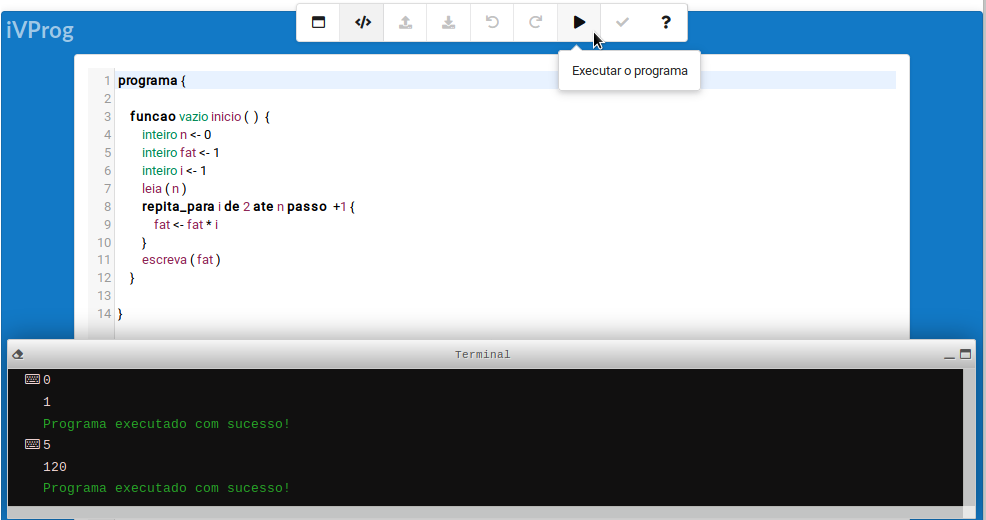 iVProg
</>
?
Executar o programa
1 programa {
2
3 funcao vazio inicio ( ) {
4 inteiro n <- 0
5 inteiro fat <- 1
6 inteiro i <- 1
7 leia ( n )
8 repita_para i de 2 ate n passo +1 {
9 fat <- fat * i
10 }
11 escreva ( fat )
12 }
13
14 }
Terminal
0
1
Programa executado com sucesso!
5
120
Programa executado com sucesso!